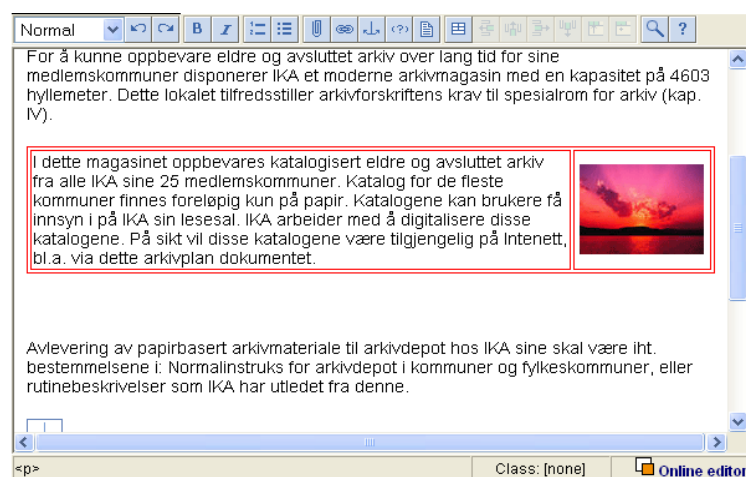 Normal
For å kunne oppbevare eldre og avsluttet arkiv over lang tid for sine
medlemskommuner disponerer IKA et moderne arkivmagasin med en kapasitet på 4603
hyllemeter. Dette lokalet tilfredsstiller arkivforskriftens krav til spesialrom for arkiv (kap.
IV).
I dette magasinet oppbevares katalogisert eldre og avsluttet arkiv
fra alle IKA sine 25 medlemskommuner. Katalog for de fleste
kommuner finnes foreløpig kun på papir. Katalogene kan brukere få
innsyn i på IKA sin lesesal. IKA arbeider med å digitalisere disse
katalogene. På sikt vil disse katalogene være tilgjengelig på Intenett,
bl.a. via dette arkivplan dokumentet.
Avlevering av papirbasert arkivmateriale til arkivdepot hos IKA sine skal være iht.
bestemmelsene i: Normalinstruks for arkivdepot i kommuner og fylkeskommuner, eller
rutinebeskrivelser som IKA har utledet fra denne.
<p> Class: [none] Online editor